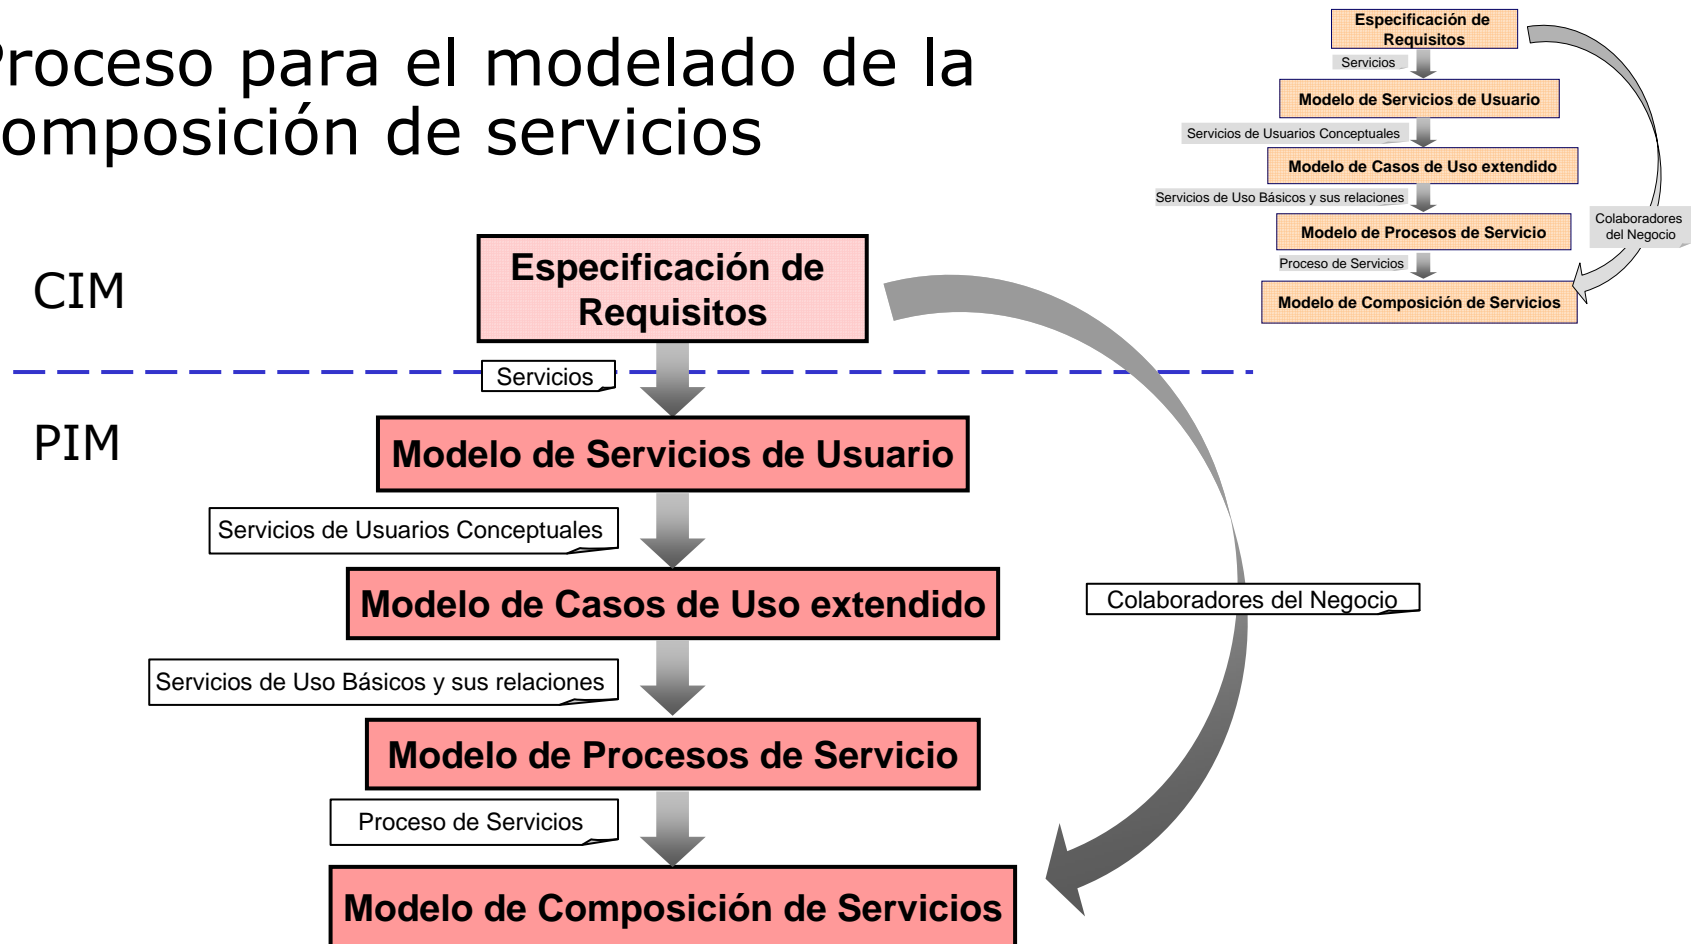 Proceso para el modelado de la
composición de servicios
Especificación de
Requisitos
Servicios
Modelo de Servicios de Usuario
Servicios de Usuarios Conceptuales
Modelo de Casos de Uso extendido
Servicios de Uso Básicos y sus relaciones
Modelo de Procesos de Servicio
Proceso de Servicios
Modelo de Composición de Servicios
Colaboradores
del Negocio
CIM
Especificación de
Requisitos
Servicios
PIM
Modelo de Servicios de Usuario
Servicios de Usuarios Conceptuales
Modelo de Casos de Uso extendido
Colaboradores del Negocio
Servicios de Uso Básicos y sus relaciones
Modelo de Procesos de Servicio
Proceso de Servicios
Modelo de Composición de Servicios